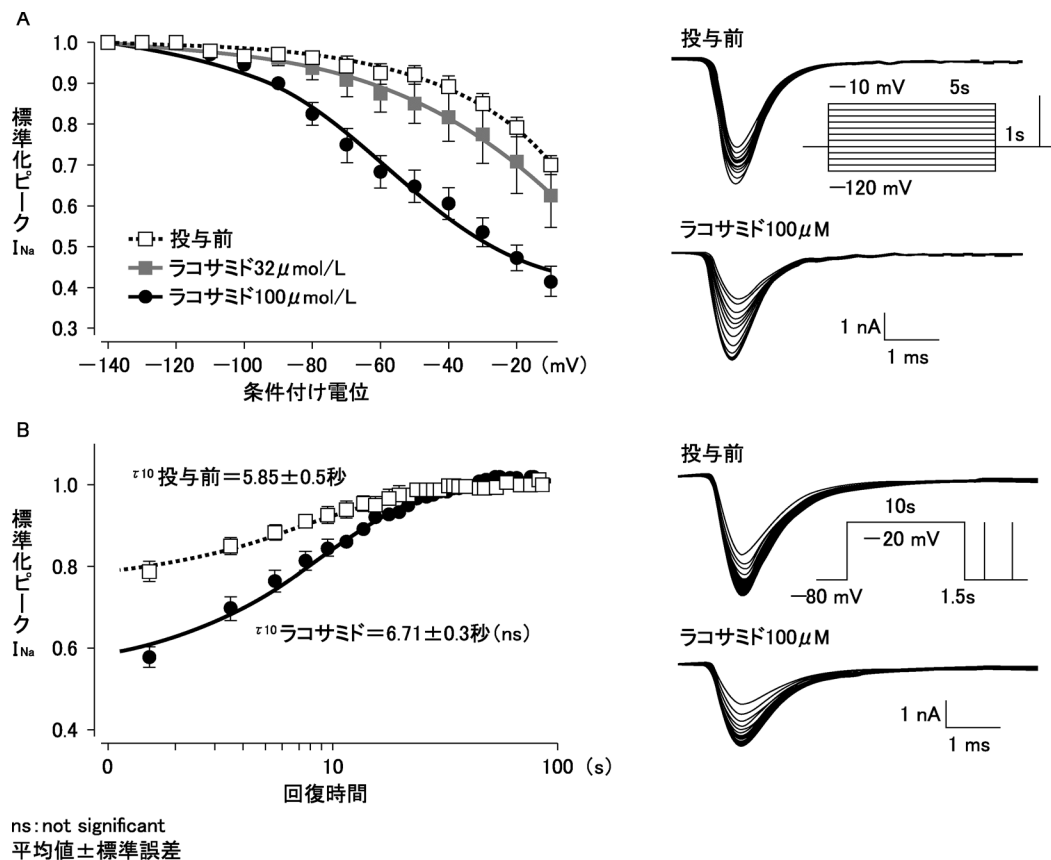 A
標準化ピーク INa
1.0
0.9
0.8
0.7
0.6
0.5
0.4
0.3
投与前
ラコサミド32μmol/L
ラコサミド100μmol/L
−140
−120
−100
−80
−60
−40
−20
(mV)
条件付け電位
投与前
−10 mV
5s
1s
−120 mV
ラコサミド100μM
1 nA
1 ms
B
標準化ピーク INa
1.0
0.8
0.6
0.4
τ10投与前=5.85±0.5秒
τ10ラコサミド=6.71±0.3秒(ns)
0
10
100
(s)
回復時間
投与前
10s
−20 mV
−80 mV
1.5s
ラコサミド100μM
1 nA
1 ms
ns:not significant
平均値±標準誤差